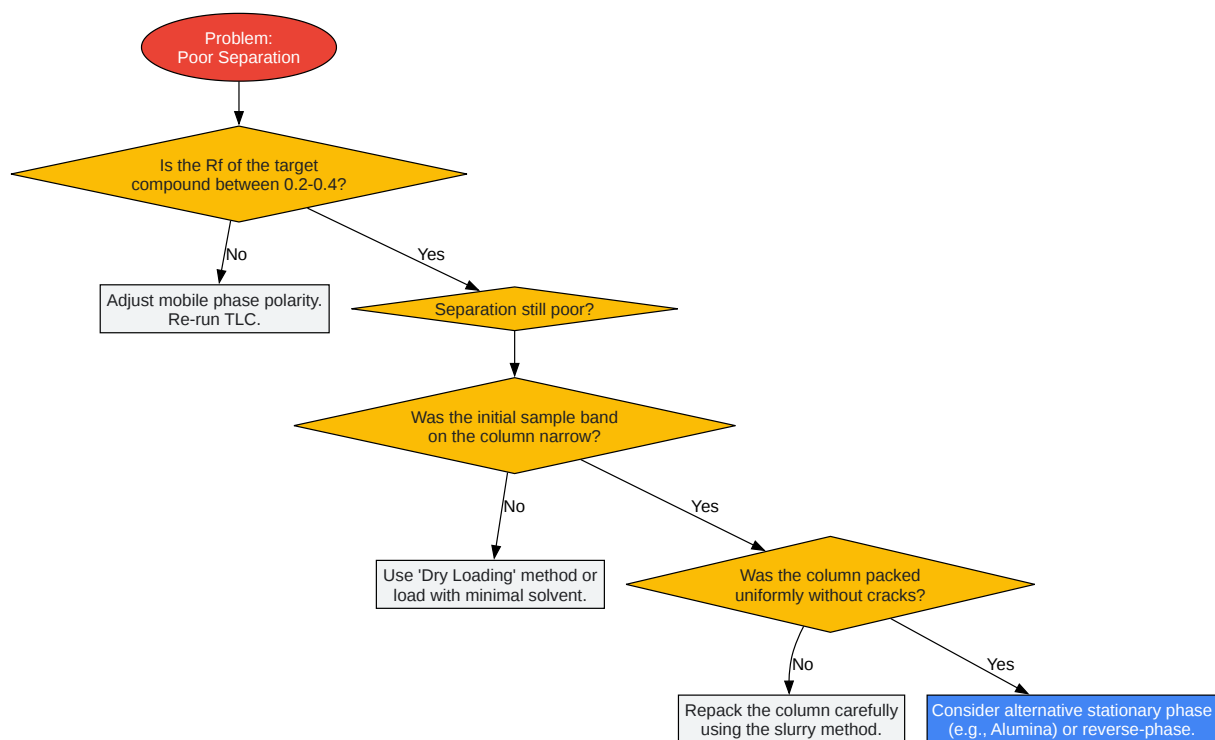 Problem:
Poor Separation
Is the Rf of the target
compound between 0.2-0.4?
No
Yes
Adjust mobile phase polarity.
Re-run TLC.
Separation still poor?
Was the initial sample band
on the column narrow?
No
Yes
Use 'Dry Loading' method or
load with minimal solvent.
Was the column packed
uniformly without cracks?
No
Yes
Repack the column carefully
using the slurry method.
Consider alternative stationary phase
(e.g., Alumina) or reverse-phase.